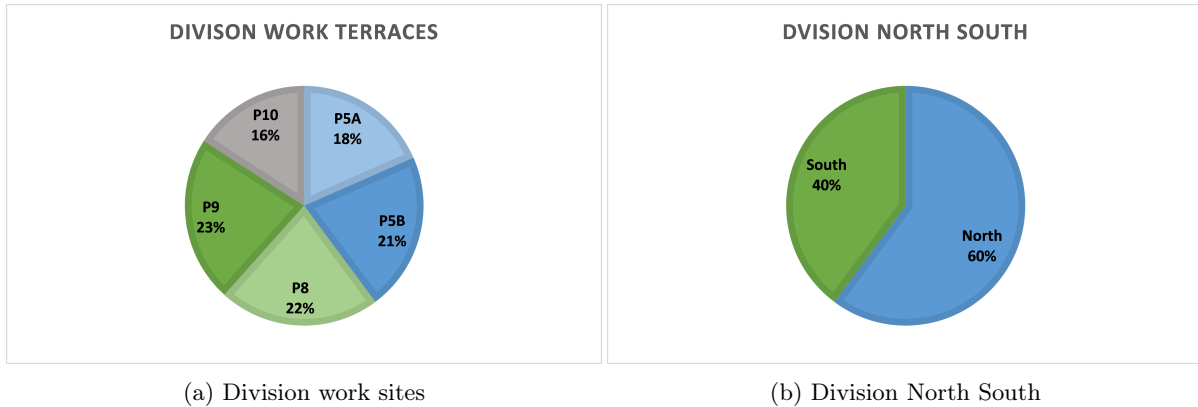 DIVISON WORK TERRACES
P10
16%
P5A
18%
P9
23%
P5B
21%
P8
22%
(a) Division work sites
DVISION NORTH SOUTH
South
40%
North
60%
(b) Division North South